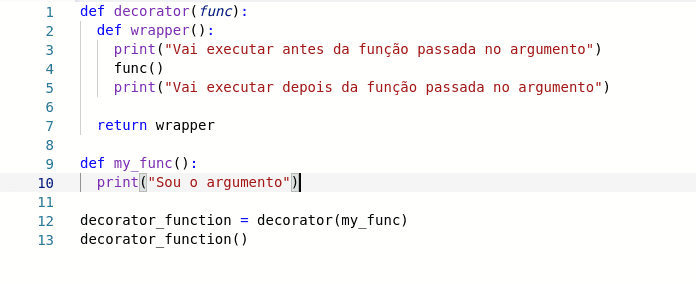 1 def decorator(func):
2   def wrapper():
3     print("Vai executar antes da função passada no argumento")
4     func()
5     print("Vai executar depois da função passada no argumento")
6
7   return wrapper
8
9 def my_func():
10   print("Sou o argumento")
11
12 decorator_function = decorator(my_func)
13 decorator_function()